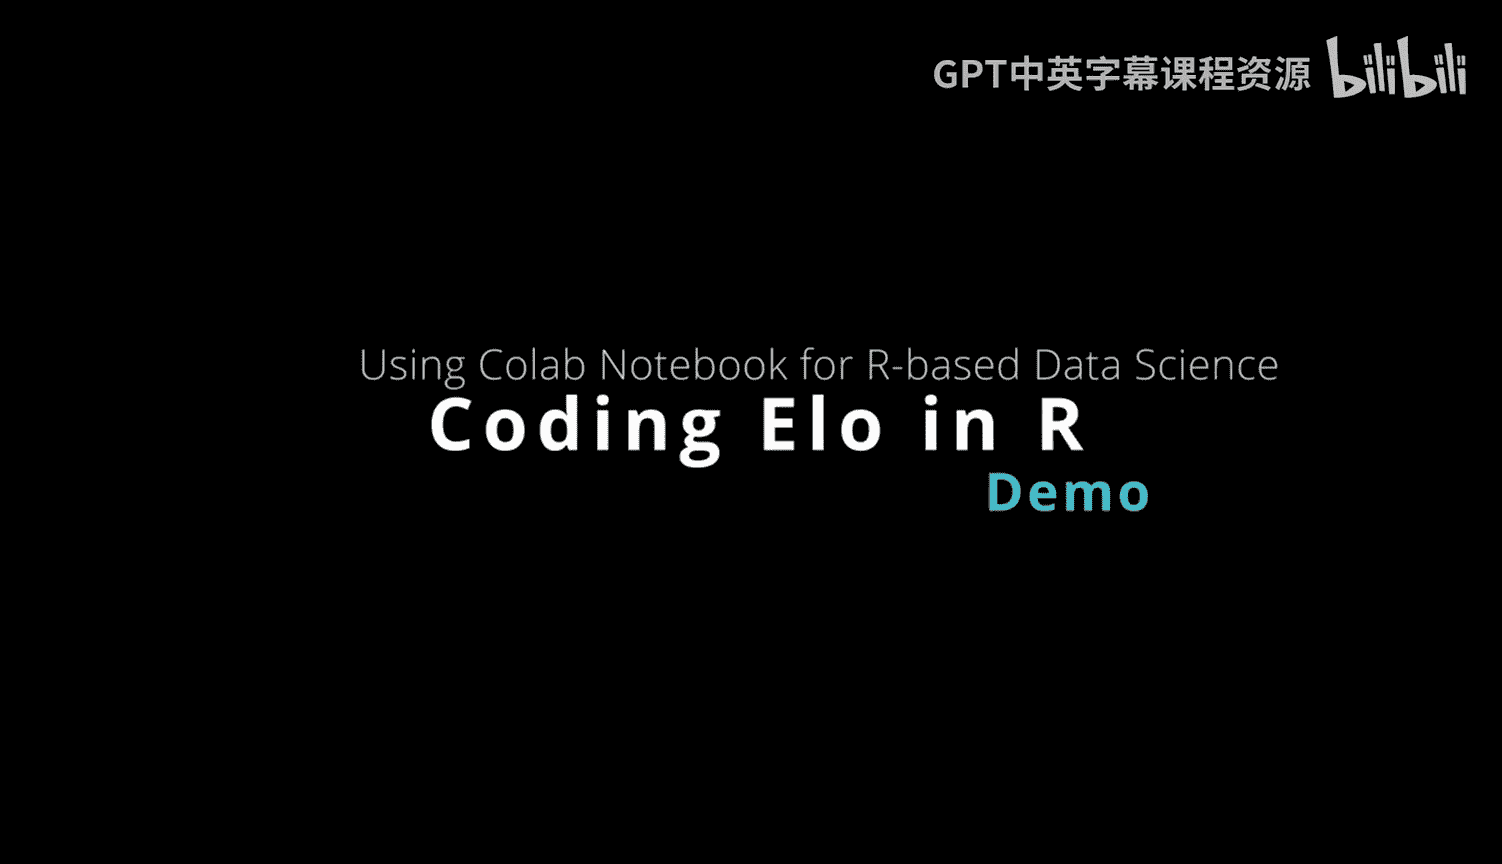 GPT中英字幕课程资源 bilibili
Using Colab Notebook for R-based Data Science
Coding Elo in R
Demo